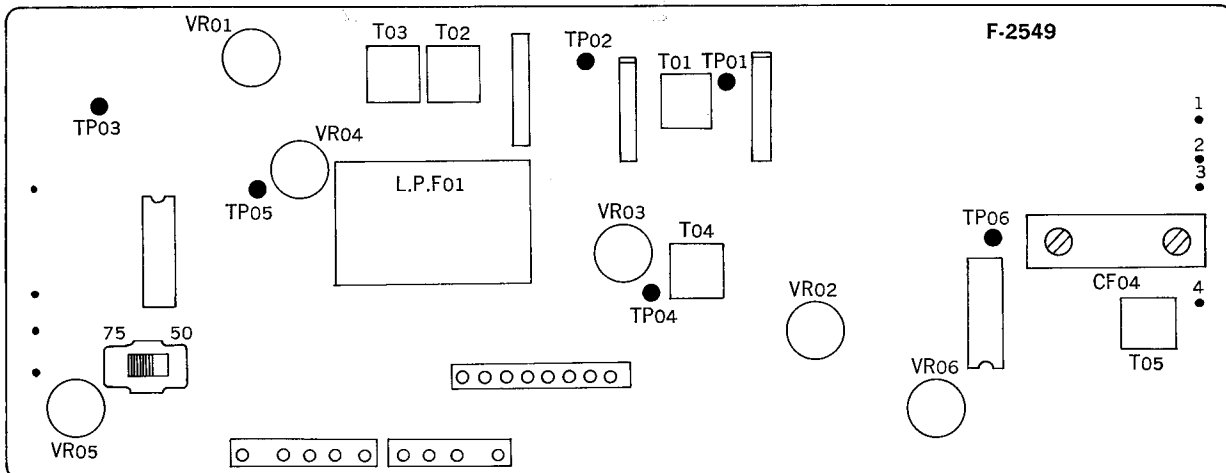 VR01
T03
T02
TP02
T01
TP01
F-2549
TP03
VR04
1
2
3
L.P.F01
TP05
VR03
T04
TP06
CF04
4
TP04
VR02
75
50
T05
VR06
VR05